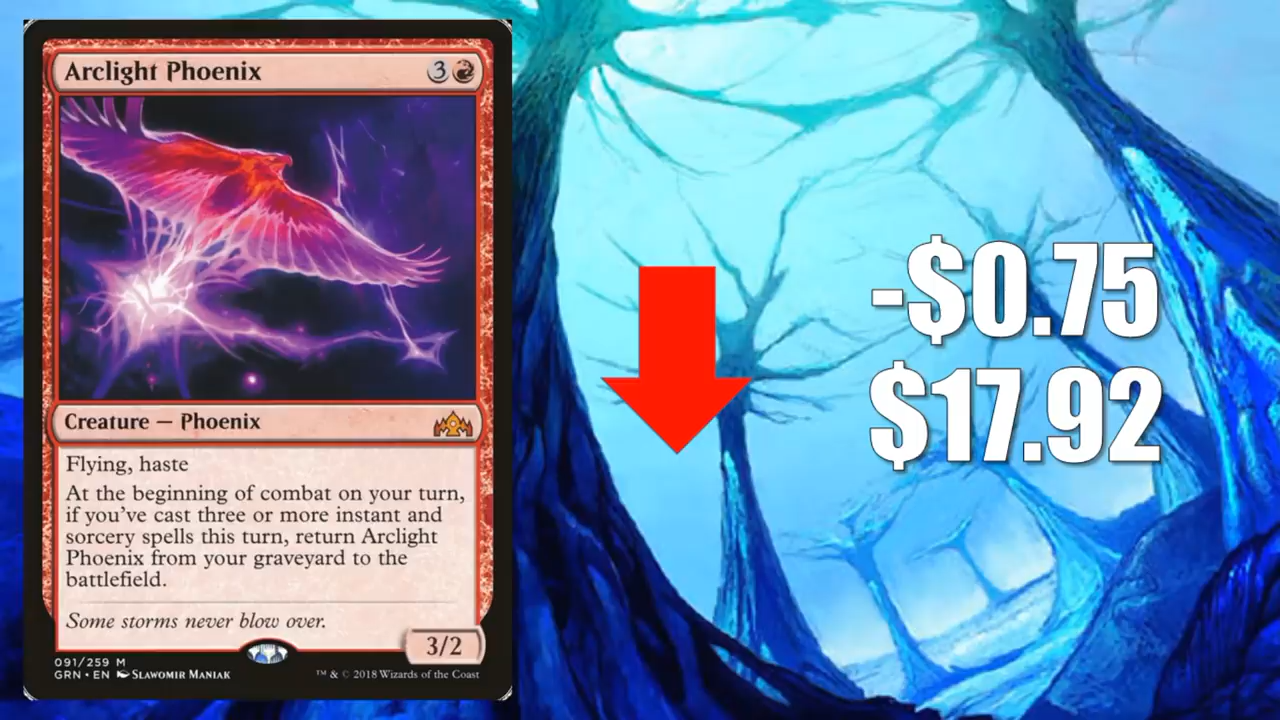 Arclight Phoenix 3
Creature — Phoenix
Flying, haste
At the beginning of combat on your turn,
if you've cast three or more instant and
sorcery spells this turn, return Arclight
Phoenix from your graveyard to the
battlefield.
Some storms never blow over.
3/2
091/259 M
GRN • EN SLAWOMIR MANIAK
™ & © 2018 Wizards of the Coast
-$0.75
$17.92